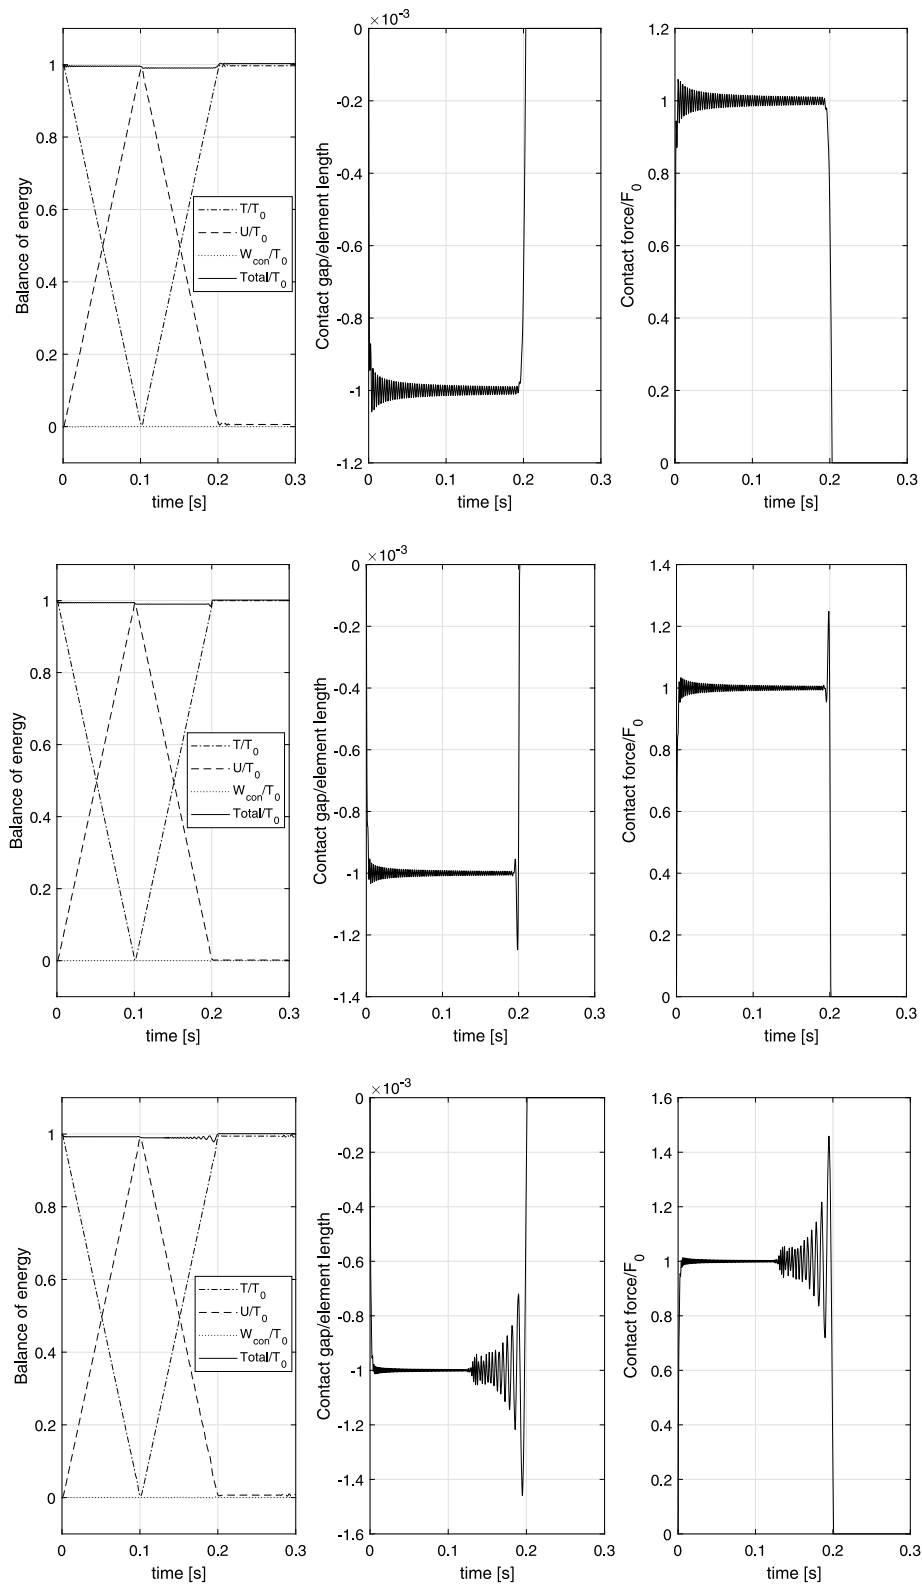 1
0.8
0.6
0.4
0.2
0
Balance of energy
T/T₀
U/T₀
W_con/T₀
Total/T₀
0 0.1 0.2 0.3
time [s]
×10⁻³
0
-0.2
-0.4
-0.6
-0.8
-1
-1.2
Contact gap/element length
0 0.1 0.2 0.3
time [s]
1.2
1
0.8
0.6
0.4
0.2
0
Contact force/F₀
0 0.1 0.2 0.3
time [s]
1
0.8
0.6
0.4
0.2
0
Balance of energy
T/T₀
U/T₀
W_con/T₀
Total/T₀
0 0.1 0.2 0.3
time [s]
×10⁻³
0
-0.2
-0.4
-0.6
-0.8
-1
-1.2
-1.4
Contact gap/element length
0 0.1 0.2 0.3
time [s]
1.4
1.2
1
0.8
0.6
0.4
0.2
0
Contact force/F₀
0 0.1 0.2 0.3
time [s]
1
0.8
0.6
0.4
0.2
0
Balance of energy
T/T₀
U/T₀
W_con/T₀
Total/T₀
0 0.1 0.2 0.3
time [s]
×10⁻³
0
-0.2
-0.4
-0.6
-0.8
-1
-1.2
-1.4
-1.6
Contact gap/element length
0 0.1 0.2 0.3
time [s]
1.6
1.4
1.2
1
0.8
0.6
0.4
0.2
0
Contact force/F₀
0 0.1 0.2 0.3
time [s]